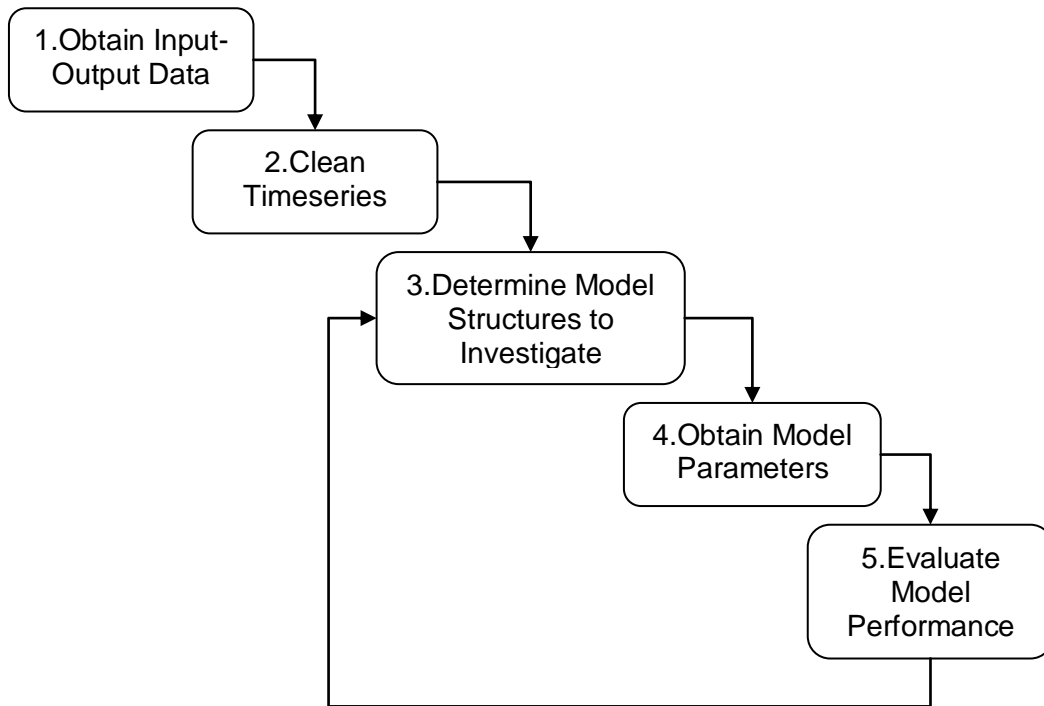 1.Obtain Input-
Output Data
2.Clean
Timeseries
3.Determine Model
Structures to
Investigate
4.Obtain Model
Parameters
5.Evaluate
Model
Performance